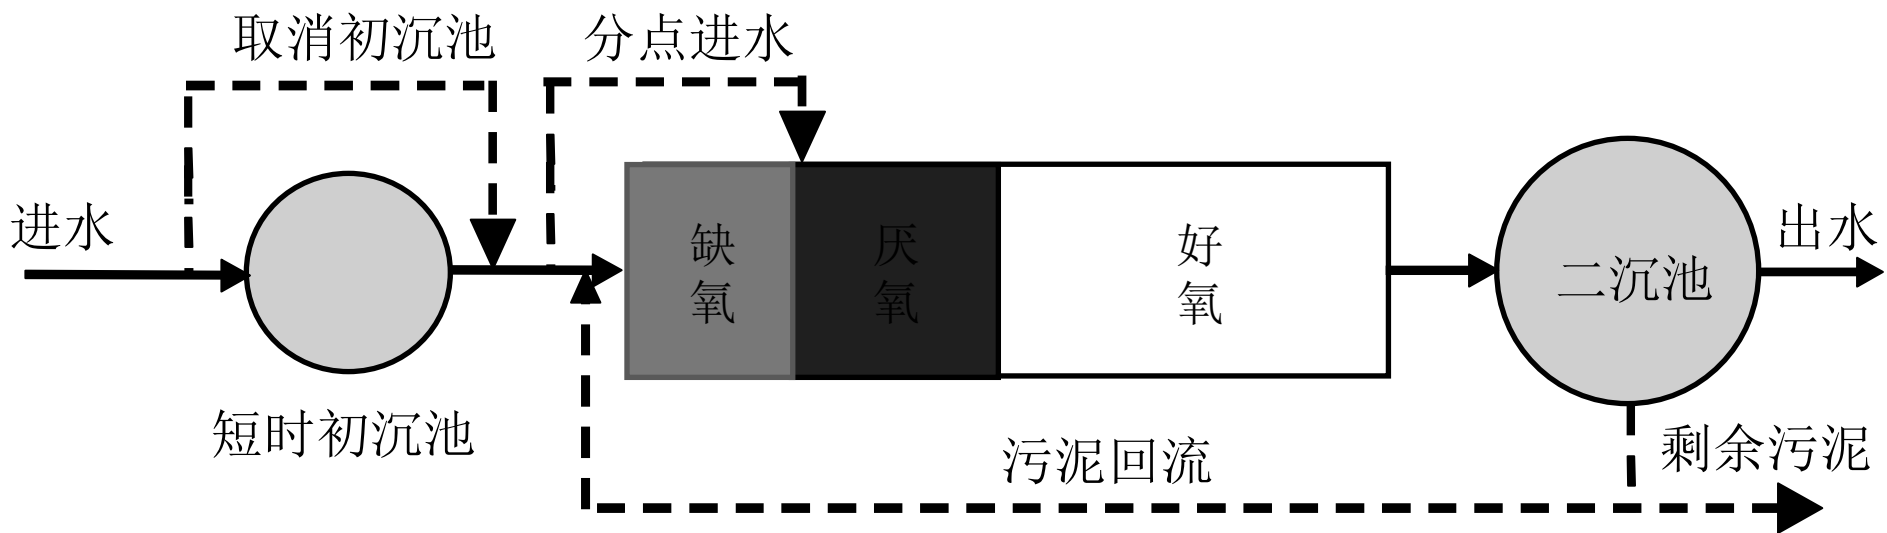 取消初沉池
分点进水
进水
缺氧
厌氧
好氧
二沉池
出水
短时初沉池
污泥回流
剩余污泥